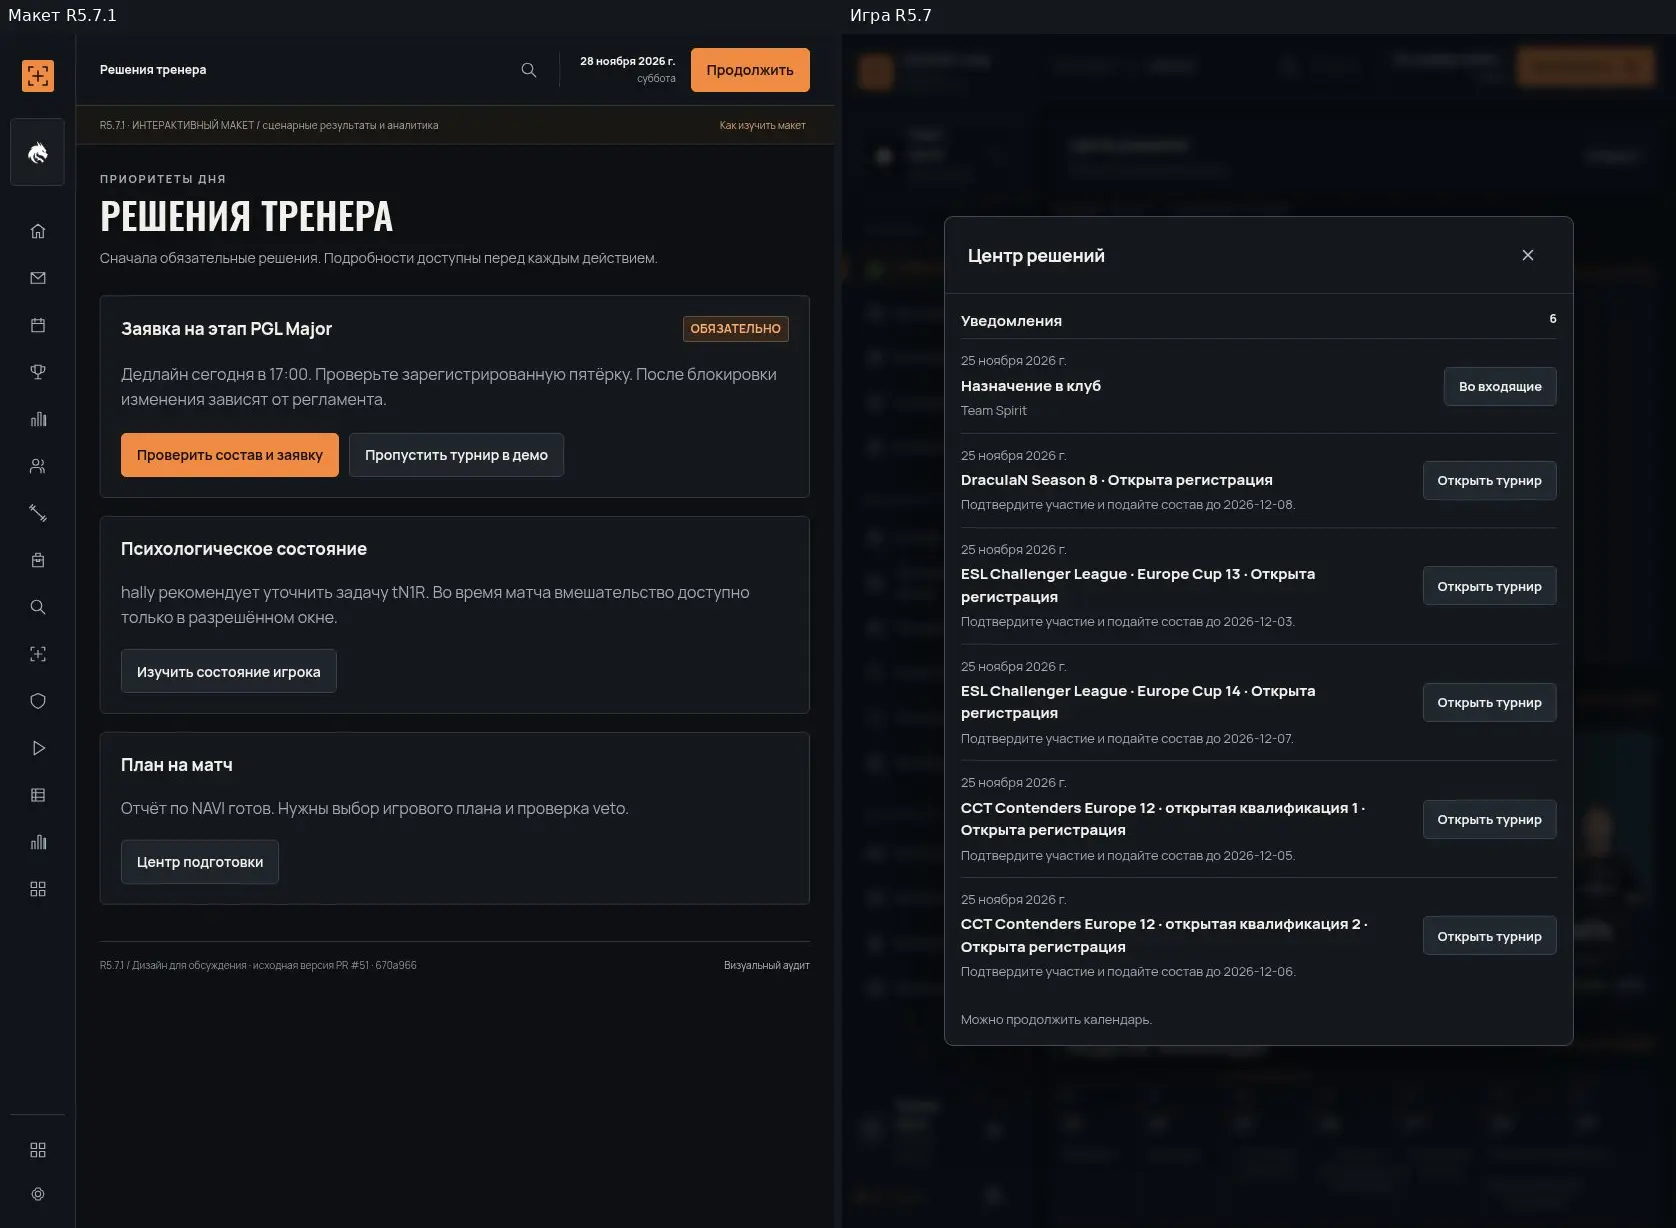 Макет R5.7.1
Решения тренера
28 ноября 2026 г.
суббота
Продолжить
R5.7.1 · ИНТЕРАКТИВНЫЙ МАКЕТ / сценарные результаты и аналитика
Как изучить макет
ПРИОРИТЕТЫ ДНЯ
РЕШЕНИЯ ТРЕНЕРА
Сначала обязательные решения. Подробности доступны перед каждым действием.
Заявка на этап PGL Major
ОБЯЗАТЕЛЬНО
Дедлайн сегодня в 17:00. Проверьте зарегистрированную пятёрку. После блокировки
изменения зависят от регламента.
Проверить состав и заявку
Пропустить турнир в демо
Психологическое состояние
hally рекомендует уточнить задачу tN1R. Во время матча вмешательство доступно
только в разрешённом окне.
Изучить состояние игрока
План на матч
Отчёт по NAVI готов. Нужны выбор игрового плана и проверка veto.
Центр подготовки
R5.7.1 / Дизайн для обсуждения · исходная версия PR #51 · 670a966
Визуальный аудит
Игра R5.7
Центр решений
Уведомления
6
25 ноября 2026 г.
Назначение в клуб
Team Spirit
Во входящие
25 ноября 2026 г.
DraculaN Season 8 · Открыта регистрация
Подтвердите участие и подайте состав до 2026-12-08.
Открыть турнир
25 ноября 2026 г.
ESL Challenger League · Europe Cup 13 · Открыта
регистрация
Подтвердите участие и подайте состав до 2026-12-03.
Открыть турнир
25 ноября 2026 г.
ESL Challenger League · Europe Cup 14 · Открыта
регистрация
Подтвердите участие и подайте состав до 2026-12-07.
Открыть турнир
25 ноября 2026 г.
CCT Contenders Europe 12 · открытая квалификация 1 ·
Открыта регистрация
Подтвердите участие и подайте состав до 2026-12-05.
Открыть турнир
25 ноября 2026 г.
CCT Contenders Europe 12 · открытая квалификация 2 ·
Открыта регистрация
Подтвердите участие и подайте состав до 2026-12-06.
Открыть турнир
Можно продолжить календарь.